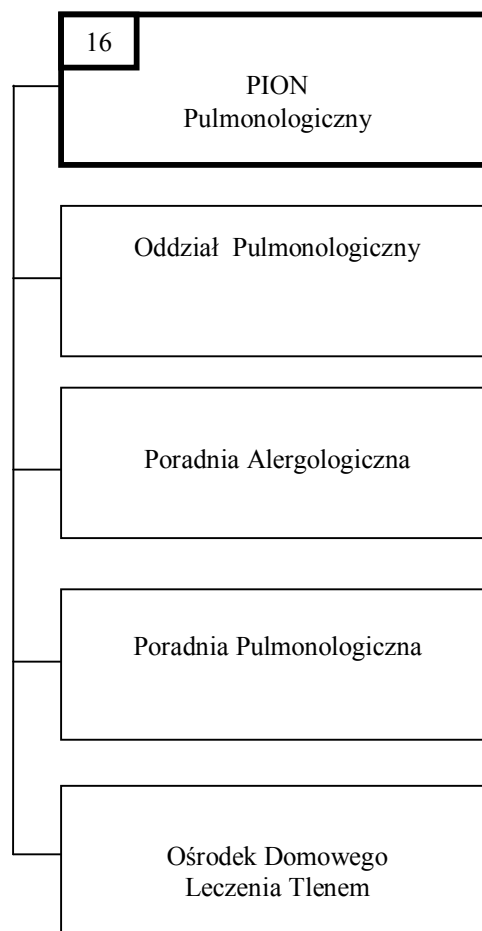 16
PION
Pulmonologiczny
Oddział Pulmonologiczny
Poradnia Alergologiczna
Poradnia Pulmonologiczna
Ośrodek Domowego
Leczenia Tlenem